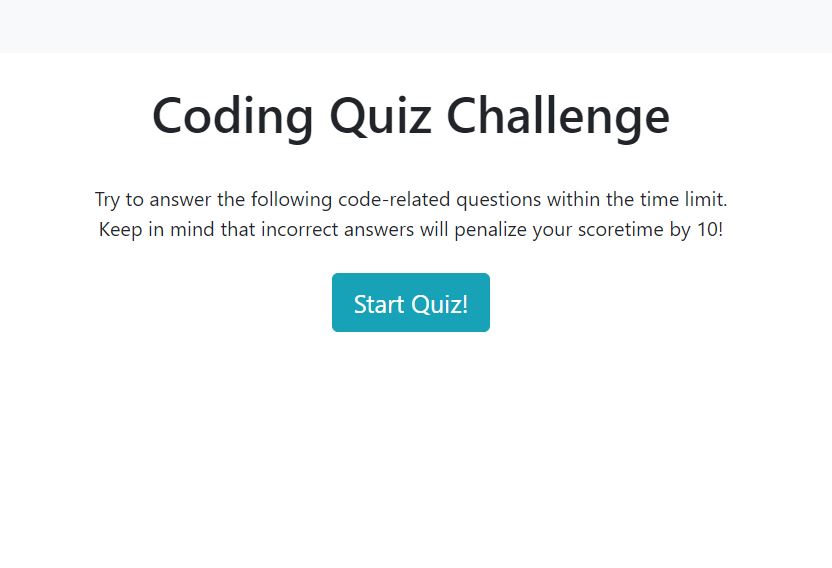 Coding Quiz Challenge
Try to answer the following code-related questions within the time limit.
Keep in mind that incorrect answers will penalize your scoretime by 10!
Start Quiz!